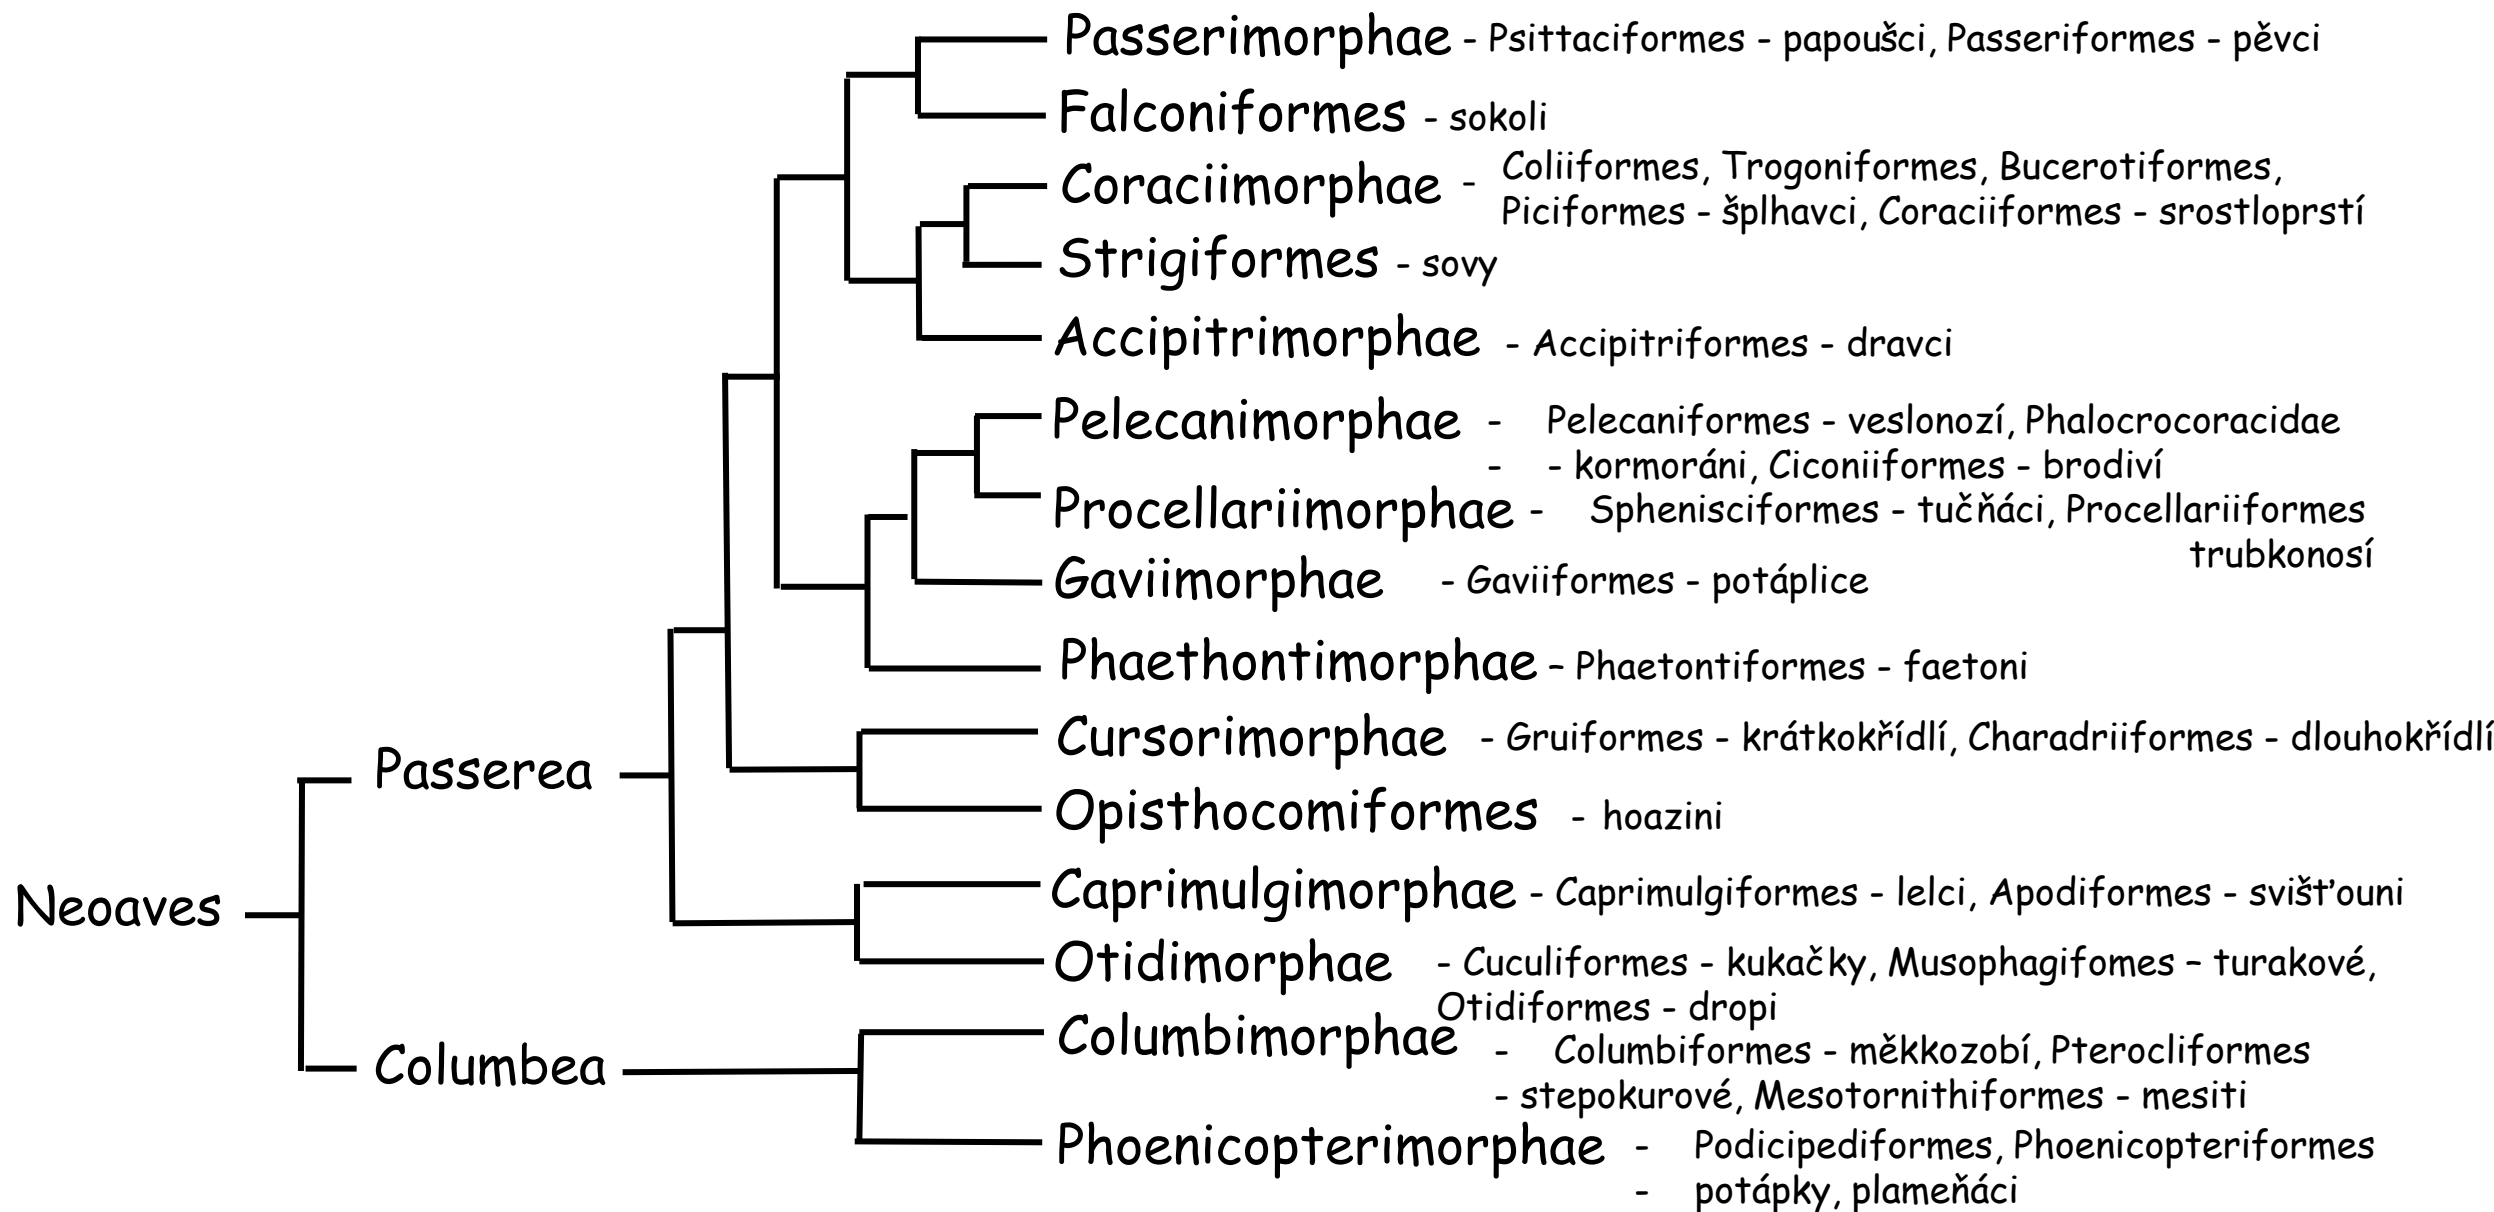 Passerimorphae - Psittaciformes - papoušci, Passeriformes - pěvci
Falconiformes - sokoli
Coraciimorphae - Coliiformes, Trogoniformes, Bucerotiformes,
Piciformes - šplhavci, Coraciiformes - srostloprstí
Strigiformes - sovy
Accipitrimorphae - Accipitriformes - dravci
Pelecanimorphae - Pelecaniformes - veslonozí, Phalocrocoracidae
- - kormoráni, Ciconiiformes - brodiví
Procellariimorphae - Sphenisciformes - tučňáci, Procellariiformes
trubkonosí
Gaviimorphae - Gaviiformes - potáplice
Phaethontimorphae - Phaetontiformes - faetoni
Cursorimorphae - Gruiformes - krátkokřídlí, Charadriiformes - dlouhokřídlí
Passerea
Opisthocomiformes - hoazini
Caprimulgimorphae - Caprimulgiformes - lelci, Apodiformes - svišťouni
Neoaves
Otidimorphae - Cuculiformes - kukačky, Musophagifomes - turakové,
Otidiformes - dropi
Columbimorphae - Columbiformes - měkkozobí, Pterocliformes
- stepokurové, Mesotornithiformes - mesiti
Columbea
Phoenicopterimorphae - Podicipediformes, Phoenicopteriformes
- potápky, plameňáci